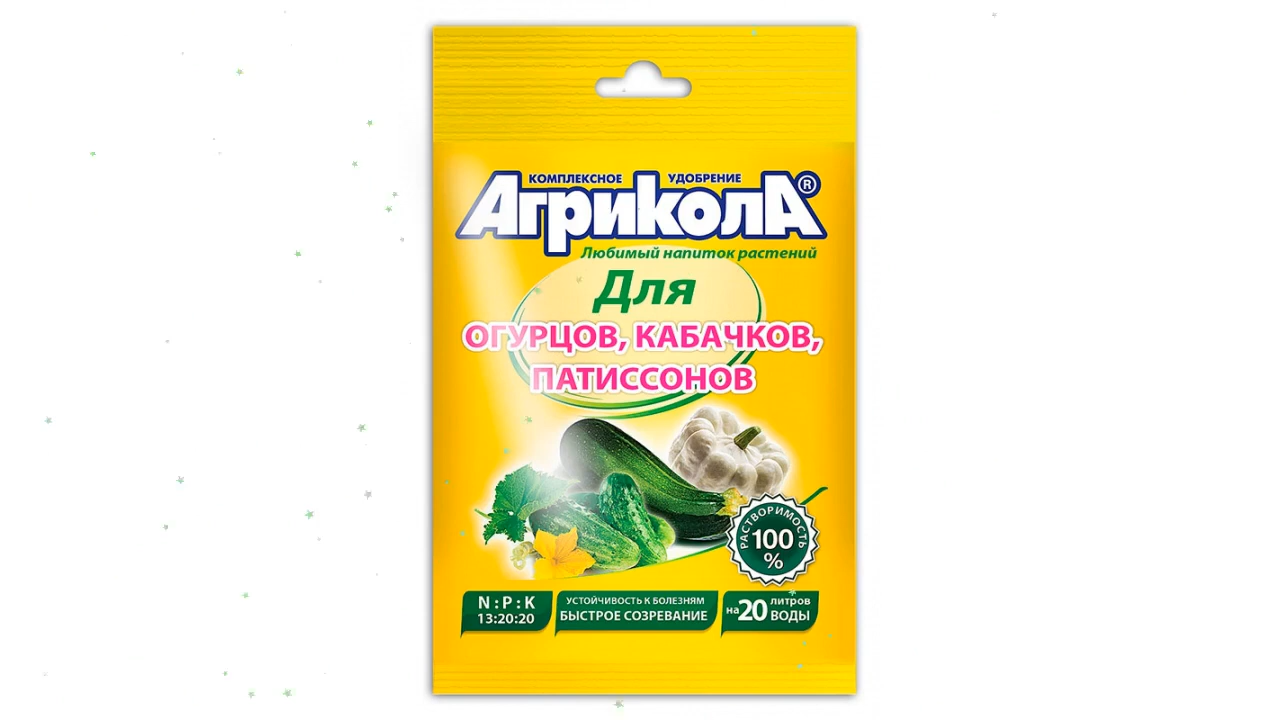 КОМПЛЕКСНОЕ УДОБРЕНИЕ
АгриколА®
Любимый напиток растений
Для
ОГУРЦОВ, КАБАЧКОВ,
ПАТИССОНОВ
РАСТВОРИМОСТЬ
100
%
N : P : K
13:20:20
УСТОЙЧИВОСТЬ К БОЛЕЗНЯМ
БЫСТРОЕ СОЗРЕВАНИЕ
на 20 литров
ВОДЫ